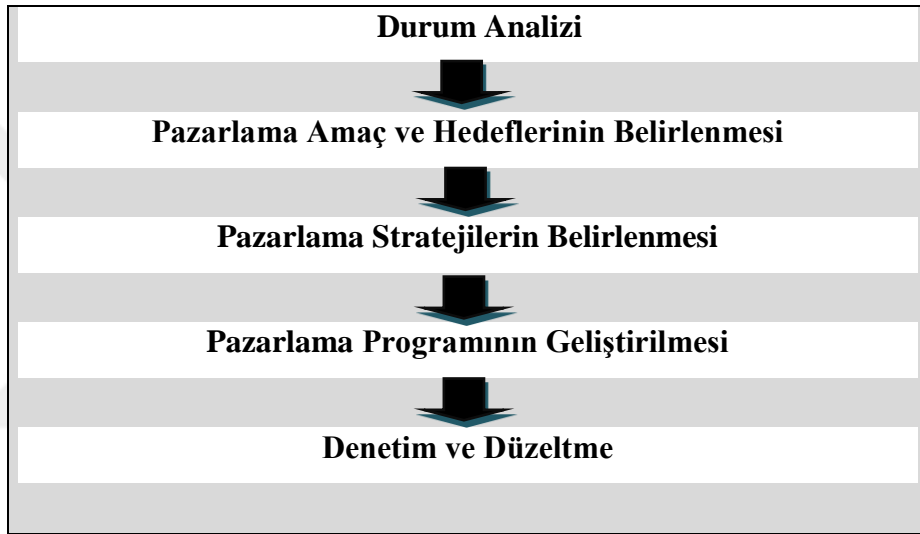 Durum Analizi
Pazarlama Amaç ve Hedeflerinin Belirlenmesi
Pazarlama Stratejilerin Belirlenmesi
Pazarlama Programının Geliştirilmesi
Denetim ve Düzeltme